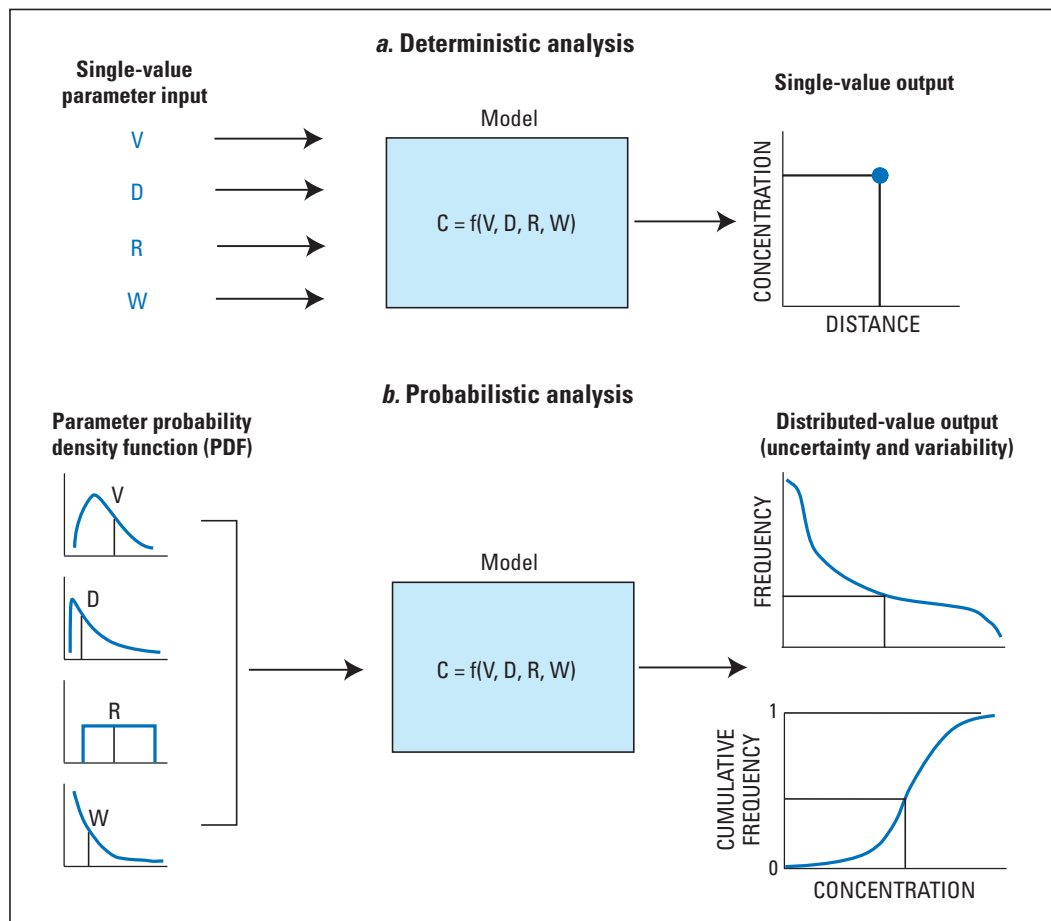 a. Deterministic analysis
Single-value
parameter input
V
D
R
W
Model
C = f(V, D, R, W)
Single-value output
CONCENTRATION
DISTANCE
b. Probabilistic analysis
Parameter probability
density function (PDF)
V
D
R
W
Model
C = f(V, D, R, W)
Distributed-value output
(uncertainty and variability)
FREQUENCY
1
CUMULATIVE
FREQUENCY
0
CONCENTRATION